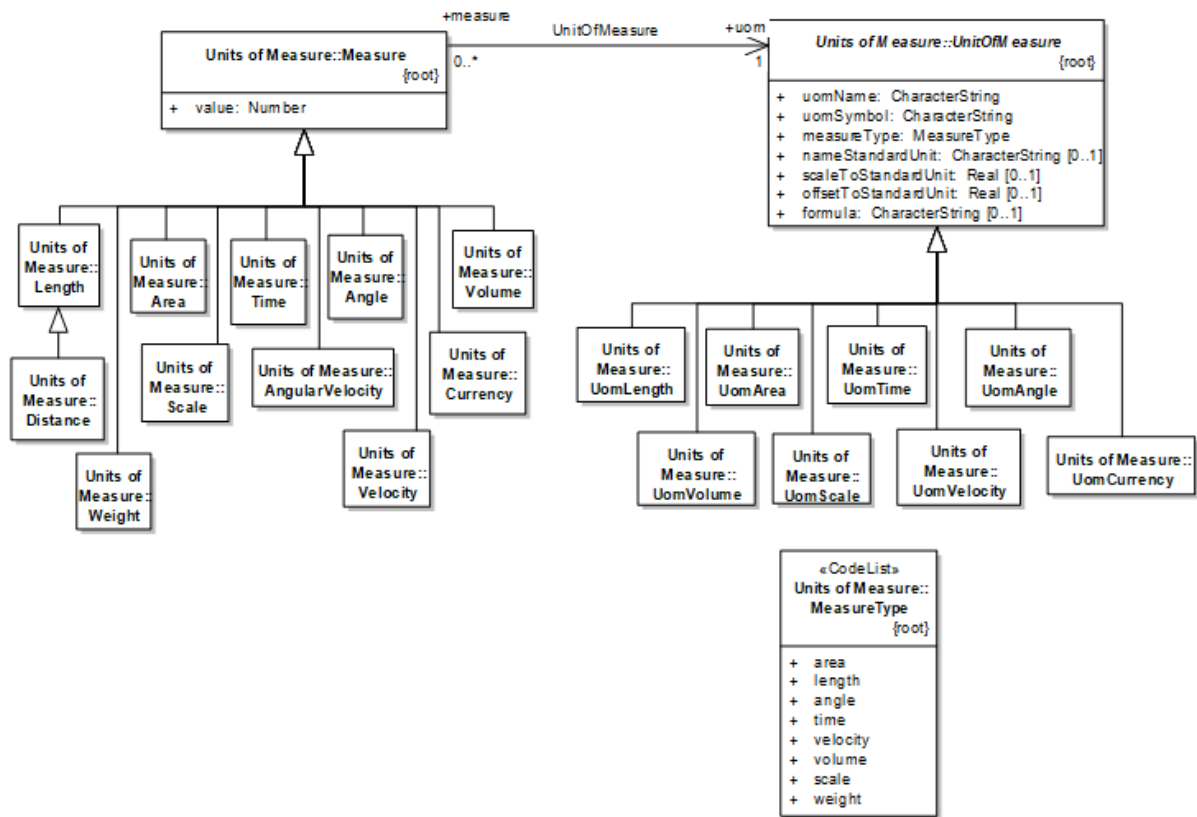 +measure
UnitOfMeasure
+uom
0..*
1
Units of Measure::Measure
{root}
+ value: Number
Units of Measure::UnitOfMeasure
{root}
+ uomName: CharacterString
+ uomSymbol: CharacterString
+ measureType: MeasureType
+ nameStandardUnit: CharacterString [0..1]
+ scaleToStandardUnit: Real [0..1]
+ offsetToStandardUnit: Real [0..1]
+ formula: CharacterString [0..1]
Units of
Measure::
Length
Units of
Measure::
Area
Units of
Measure::
Time
Units of
Measure::
Angle
Units of
Measure::
Volume
Units of
Measure::
Distance
Units of
Measure::
Scale
Units of Measure::
AngularVelocity
Units of
Measure::
Currency
Units of
Measure::
Weight
Units of
Measure::
Velocity
Units of
Measure::
UomLength
Units of
Measure::
UomArea
Units of
Measure::
UomTime
Units of
Measure::
UomAngle
Units of
Measure::
UomVolume
Units of
Measure::
UomScale
Units of
Measure::
UomVelocity
Units of Measure::
UomCurrency
«CodeList»
Units of Measure::
MeasureType
{root}
+ area
+ length
+ angle
+ time
+ velocity
+ volume
+ scale
+ weight